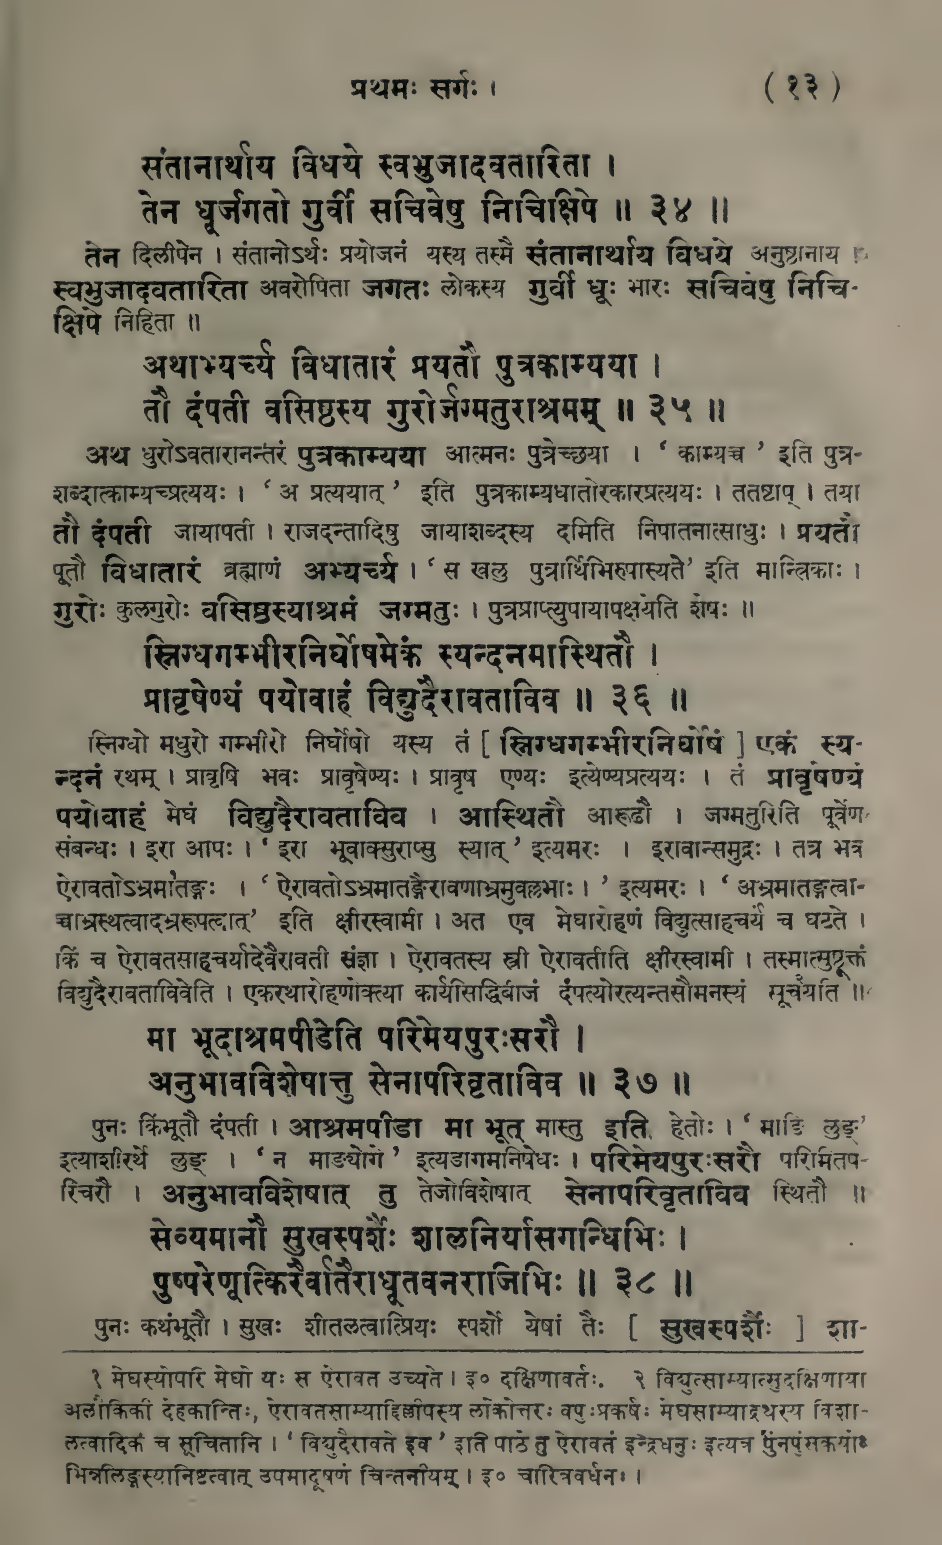 प्रथमः सर्गः । ( १३ )
संतानार्थाय विधये स्वभुजादवतारिता ।
तेन धूर्जगतो गुर्वी सचिवेषु निचिक्षिपे ॥ ३४ ॥
तेन दिलीपेन । संतानोऽर्थः प्रयोजनं यस्य तस्मै संतानार्थाय विधये अनुष्ठानाय ।
स्वभुजादवतारिता अवरोपिता जगतः लोकस्य गुर्वी धूः भारः सचिवेषु निचि-
क्षिपे निहिता ॥
अथाभ्यर्च्य विधातारं प्रयतौ पुत्रकाम्यया ।
तौ दंपती वसिष्ठस्य गुरोर्जग्मतुराश्रमम् ॥ ३५ ॥
अथ धुरोऽवतारानन्तरं पुत्रकाम्यया आत्मनः पुत्रेच्छया । ‘ काम्यच्च ’ इति पुत्र-
शब्दात्काम्यच्प्रत्ययः । ‘ अ प्रत्ययात् ’ इति पुत्रकाम्यधातोरकारप्रत्ययः । ततष्टाप् । तया
तौ दंपती जायापती । राजदन्तादिषु जायाशब्दस्य दमिति निपातनात्साधुः । प्रयतौ
पूतौ विधातारं ब्रह्माणं अभ्यर्च्य । ‘ स खलु पुत्रार्थिभिरुपास्यते’ इति मान्त्रिकाः ।
गुरोः कुलगुरोः वसिष्ठस्याश्रमं जग्मतुः । पुत्रप्राप्त्युपायापेक्षयेति शेषः ॥
स्निग्धगम्भीरनिर्घोषमेकं स्यन्दनमास्थितौ ।
प्रावृषेण्यं पयोवाहं विद्युदैरावताविव ॥ ३६ ॥
स्निग्धो मधुरो गम्भीरो निर्घोषो यस्य तं [ स्निग्धगम्भीरनिर्घोषं ] एकं स्य-
न्दनं रथम् । प्रावृषि भवः प्रावृषेण्यः । प्रावृष एण्यः इत्येण्यप्रत्ययः । तं प्रावृषेण्यं
पयोवाहं मेघं विद्युदैरावताविव । आस्थितौ आरूढौ । जग्मतुरिति पूर्वेण
संबन्धः । इरा आपः । ‘ इरा भूवाक्सुराप्सु स्यात् ’ इत्यमरः । इरावान्समुद्रः । तत्र भव
ऐरावतोऽभ्रमातङ्गः । ‘ ऐरावतोऽभ्रमातङ्गैरावणाभ्रमुवल्लभाः । ’ इत्यमरः । ‘ अभ्रमातङ्गत्वा-
च्चाभ्रस्थत्वादभ्ररूपत्वात्’ इति क्षीरस्वामी । अत एव मेघारोहणं विद्युत्साहचर्यं च घटते ।
किं च ऐरावतसाहचर्यादेवैरावती संज्ञा । ऐरावतस्य स्त्री ऐरावतीति क्षीरस्वामी । तस्मात्सुष्ठूक्तं
विद्युदैरावताविवेति । एकरथारोहणोक्त्या कार्यसिद्धिबीजं दंपत्योरत्यन्तसौमनस्यं सूचयति ॥
मा भूदाश्रमपीडेति परिमेयपुरःसरौ ।
अनुभावविशेषात्तु सेनापरिवृताविव ॥ ३७ ॥
पुनः किंभूतौ दंपती । आश्रमपीडा मा भूत् मास्तु इति हेतोः । ‘ माङि लुङ्’
इत्याशीरर्थे लुङ् । ‘ न माङ्योगे ’ इत्यडागमनिषेधः । परिमेयपुरःसरौ परिमितप-
रिचरौ । अनुभावविशेषात् तु तेजोविशेषात् सेनापरिवृताविव स्थितौ ॥
सेव्यमानौ सुखस्पर्शैः शालनिर्यासगन्धिभिः ।
पुष्परेणूत्किरैर्वातैराधूतवनराजिभिः ॥ ३८ ॥
पुनः कथंभूतौ । सुखः शीतलत्वात्प्रियः स्पर्शो येषां तैः [ सुखस्पर्शैः ] शा-
१ मेघस्योपरि मेघो यः स ऐरावत उच्यते । इ० दक्षिणावर्तः. २ विद्युत्साम्यात्सुदक्षिणाया
अलौकिकी देहकान्तिः, ऐरावतसाम्याद्दिलीपस्य लोकोत्तरः वपुःप्रकर्षः मेघसाम्याद्रथस्य विशा-
लत्वादिकं च सूचितानि । ‘ विद्युदैरावते इव ’ इति पाठे तु ऐरावतं इन्द्रधनुः इत्यत्र पुंनपुंसकयोः
भिन्नलिङ्गस्यानिष्टत्वात् उपमादूषणं चिन्तनीयम् । इ० चारित्रवर्धनः ।